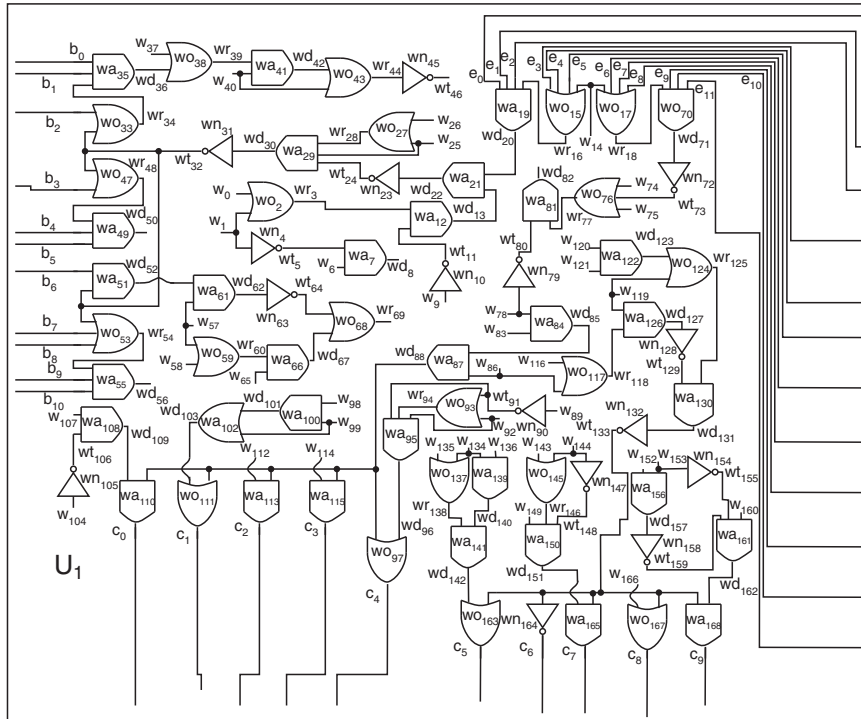 b0 w37 wr39 wd42 wn45
wa35 wo38 wa41 wo43 wr44
b1 wd36 w40 wt46
e0 e1 e2 e3 e4 e5 e6 e7 e8 e9 e11 e10
wa19 wo15 wo17 wo70
wd20 wr16 w14 wr18 wd71
b2 wo33 wr34 wn31 wd30 wr28 wo27 w26
wa29 w25
wt32 wt24 wn23 wd22 wa21
wn72 wt73
b3 wo47 wr48
w0 wo2 wr3 wa12 wd13
wd82 wa81 wr77 wo76 w74 w75
b4 wa49 wd50
w1 wn4 wt5 w6 wa7 wd8
wt11 wn10 w9
wt80 wn79
w120 w121 wa122 wd123 wo124 wr125
b5 b6 wa51 wd52
wa61 wd62 wn63 wt64
w119 wa126 wd127 wn128 wt129
b7 wo53 wr54
w57 w58 wo59 wr60 w65 wa66 wd67 wo68 wr69
w78 w83 wa84 wd85
b8 b9 wa55 wd56
wd88 wa87 w86 w116 wo117 wr118
wa130 wd131
b10
w107 wa108 wd109
wt106 wn105 w104
wd103 wa102 wd101 wa100 w98 w99
wr94 wo93 wt91 w92 wn90 w89
wa95 wd96
wn132 wt133
w112 w114
w135 w134 w136 w143 w144
wo137 wa139 wo145 wn147
wr138 wd140 w149 wr146 wt148
w152 w153 wn154 wt155
wa156 w160
wa110 wo111 wa113 wa115
c0 c1 c2 c3
wo97 c4
wa141 wd142 wa150 wd151
wd157 wn158 wt159 wa161 wd162
U1
w166
wo163 wn164 wa165 wo167 wa168
c5 c6 c7 c8 c9